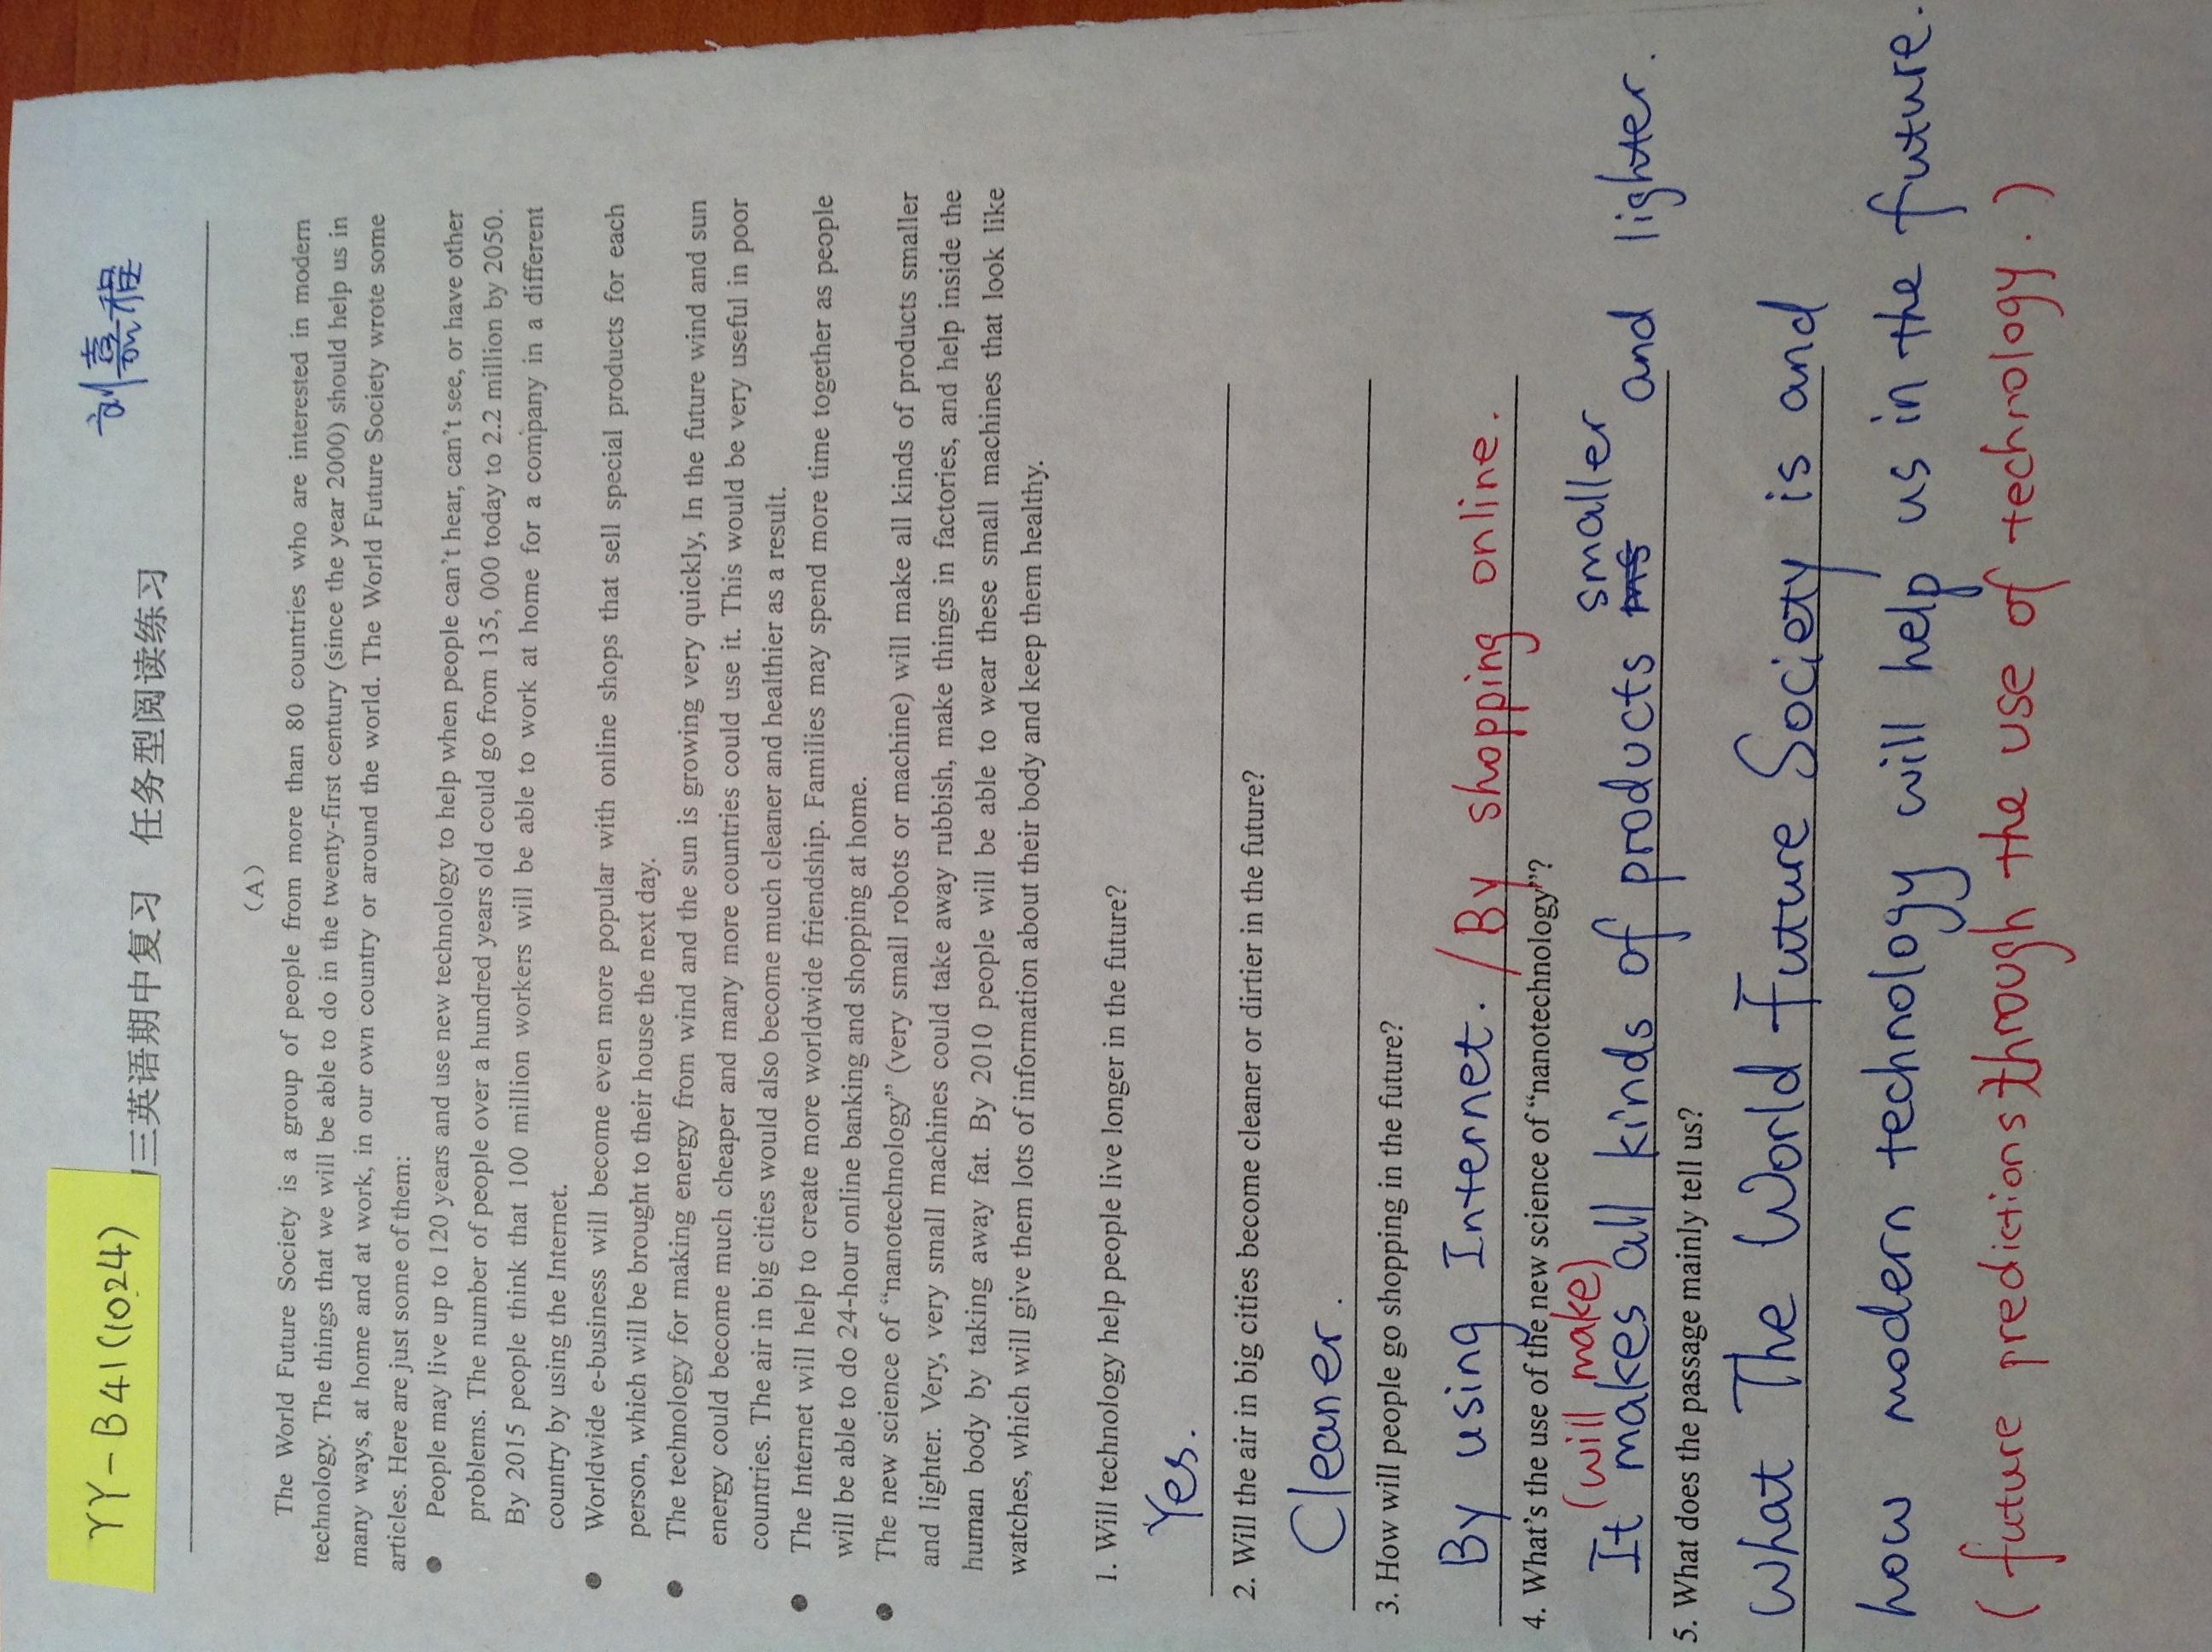 YY-B41(1024)
刘嘉程
三英语期中复习 任务型阅读练习
(A)
The World Future Society is a group of people from more than 80 countries who are interested in modern
technology. The things that we will be able to do in the twenty-first century (since the year 2000) should help us in
many ways, at home and at work, in our own country or around the world. The World Future Society wrote some
articles. Here are just some of them:
● People may live up to 120 years and use new technology to help when people can't hear, can't see, or have other
problems. The number of people over a hundred years old could go from 135, 000 today to 2.2 million by 2050.
By 2015 people think that 100 million workers will be able to work at home for a company in a different
country by using the Internet.
● Worldwide e-business will become even more popular with online shops that sell special products for each
person, which will be brought to their house the next day.
● The technology for making energy from wind and the sun is growing very quickly, In the future wind and sun
energy could become much cheaper and many more countries could use it. This would be very useful in poor
countries. The air in big cities would also become much cleaner and healthier as a result.
● The Internet will help to create more worldwide friendship. Families may spend more time together as people
will be able to do 24-hour online banking and shopping at home.
● The new science of “nanotechnology” (very small robots or machine) will make all kinds of products smaller
and lighter. Very, very small machines could take away rubbish, make things in factories, and help inside the
human body by taking away fat. By 2010 people will be able to wear these small machines that look like
watches, which will give them lots of information about their body and keep them healthy.
1. Will technology help people live longer in the future?
Yes.
2. Will the air in big cities become cleaner or dirtier in the future?
Cleaner.
3. How will people go shopping in the future?
By using Internet. / By shopping online.
4. What's the use of the new science of “nanotechnology”?
(will make) smaller
It makes all kinds of products and lighter.
5. What does the passage mainly tell us?
What The World Future Society is and
how modern technology will help us in the future.
(future predictions through the use of technology.)